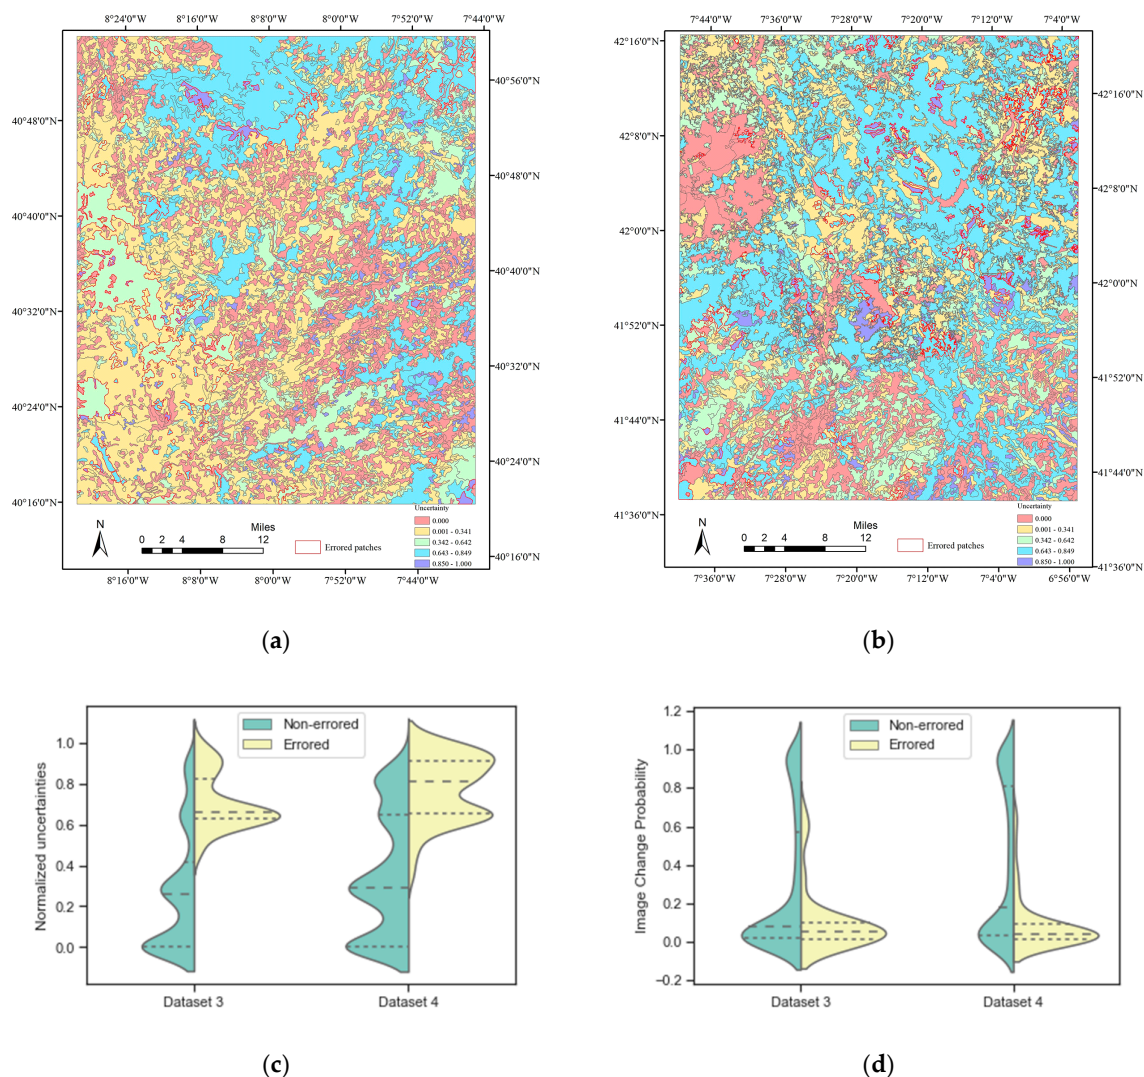 8°24'0"W 8°16'0"W 8°8'0"W 8°0'0"W 7°52'0"W 7°44'0"W
40°56'0"N
40°48'0"N
40°48'0"N
40°40'0"N
40°40'0"N
40°32'0"N
40°32'0"N
40°24'0"N
40°24'0"N
40°16'0"N
40°16'0"N
N
Miles
0 2 4 8 12
Errored patches
Uncertainty
0.000
0.001 - 0.341
0.342 - 0.642
0.643 - 0.849
0.850 - 1.000
8°16'0"W 8°8'0"W 8°0'0"W 7°52'0"W 7°44'0"W
(a)
7°44'0"W 7°36'0"W 7°28'0"W 7°20'0"W 7°12'0"W 7°4'0"W
42°16'0"N
42°16'0"N
42°8'0"N
42°8'0"N
42°0'0"N
42°0'0"N
41°52'0"N
41°52'0"N
41°44'0"N
41°44'0"N
41°36'0"N
41°36'0"N
N
Miles
0 2 4 8 12
Errored patches
Uncertainty
0.000
0.001 - 0.341
0.342 - 0.642
0.643 - 0.849
0.850 - 1.000
7°36'0"W 7°28'0"W 7°20'0"W 7°12'0"W 7°4'0"W 6°56'0"W
(b)
Normalized uncertainties
1.0
0.8
0.6
0.4
0.2
0.0
Non-errored
Errored
Dataset 3 Dataset 4
(c)
Image Change Probability
1.2
1.0
0.8
0.6
0.4
0.2
0.0
−0.2
Non-errored
Errored
Dataset 3 Dataset 4
(d)